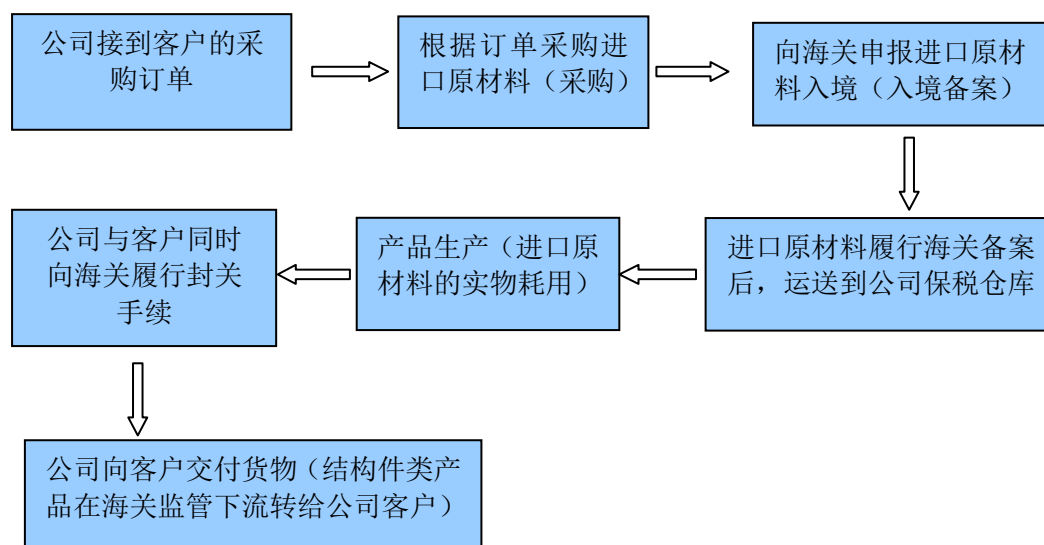 公司接到客户的采
购订单
根据订单采购进
口原材料（采购）
向海关申报进口原材
料入境（入境备案）
公司与客户同时
向海关履行封关
手续
产品生产（进口原
材料的实物耗用）
进口原材料履行海关备案
后，运送到公司保税仓库
公司向客户交付货物（结构件类产
品在海关监管下流转给公司客户）